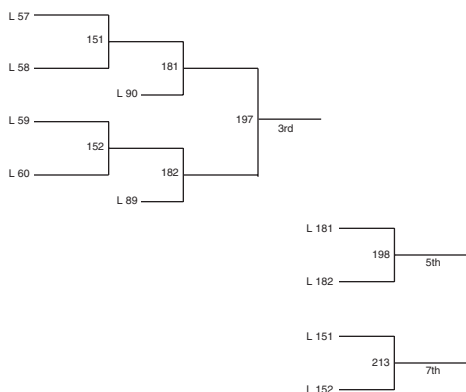 L 57
151
L 58
181
L 90
L 59
197
3rd
152
L 60
182
L 89
L 181
198
5th
L 182
L 151
213
7th
L 152